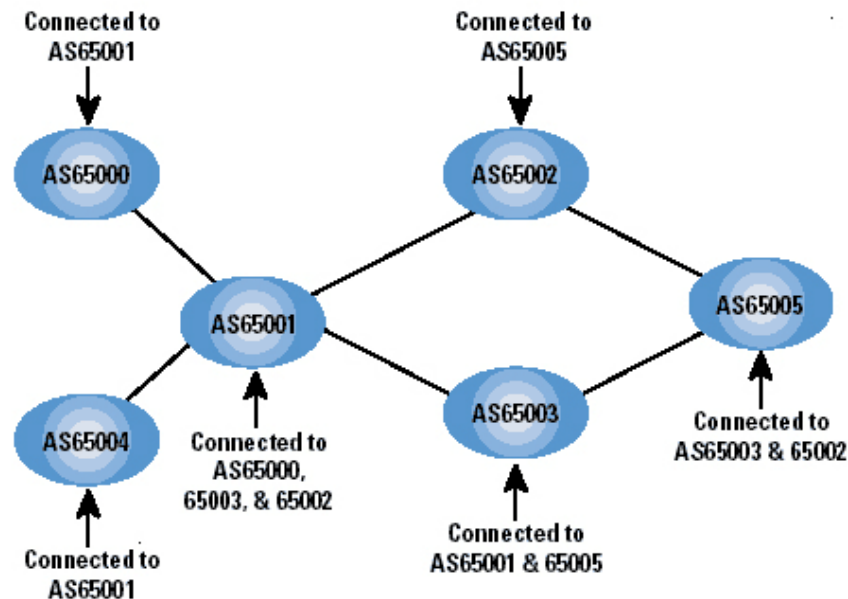 Connected to
AS65001
Connected to
AS65005
AS65000
AS65002
AS65001
AS65005
AS65004
AS65003
Connected to
AS65000,
65003, & 65002
Connected to
AS65003 & 65002
Connected to
AS65001
Connected to
AS65001 & 65005